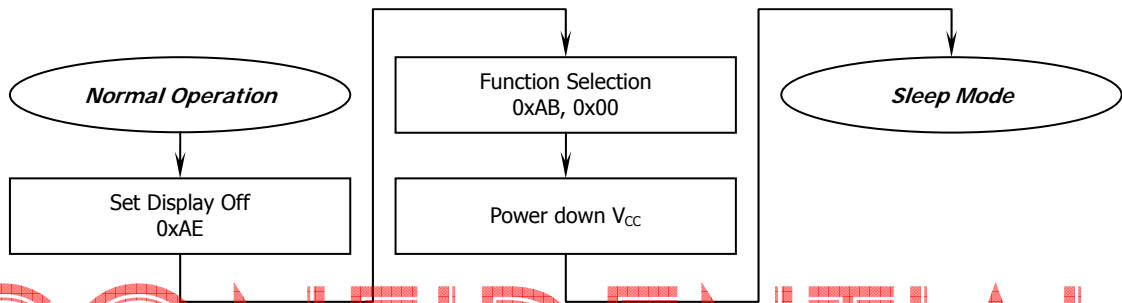 Normal Operation
Set Display Off
0xAE
Function Selection
0xAB, 0x00
Power down VCC
Sleep Mode